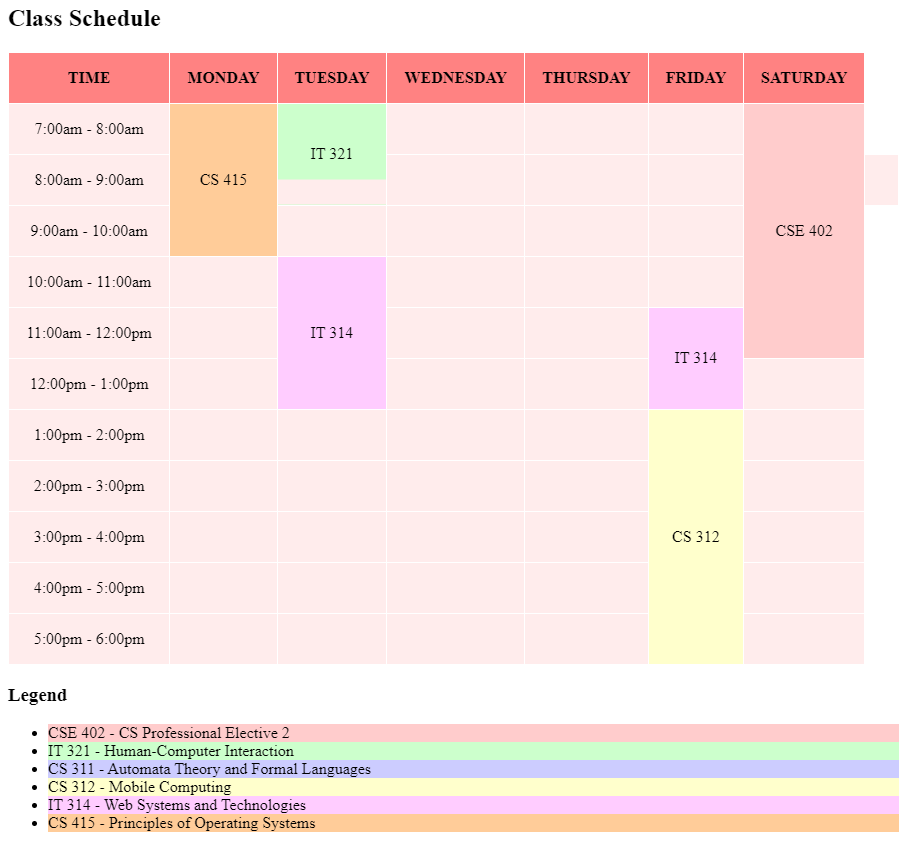 Class Schedule
TIME MONDAY TUESDAY WEDNESDAY THURSDAY FRIDAY SATURDAY
7:00am - 8:00am
IT 321
8:00am - 9:00am CS 415
9:00am - 10:00am CSE 402
10:00am - 11:00am
11:00am - 12:00pm IT 314
IT 314
12:00pm - 1:00pm
1:00pm - 2:00pm
2:00pm - 3:00pm
3:00pm - 4:00pm CS 312
4:00pm - 5:00pm
5:00pm - 6:00pm
Legend
CSE 402 - CS Professional Elective 2
IT 321 - Human-Computer Interaction
CS 311 - Automata Theory and Formal Languages
CS 312 - Mobile Computing
IT 314 - Web Systems and Technologies
CS 415 - Principles of Operating Systems